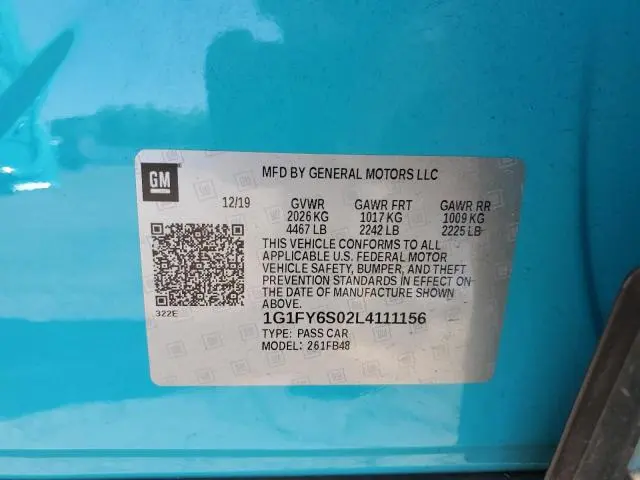 GM
MFD BY GENERAL MOTORS LLC
12/19 GVWR GAWR FRT GAWR RR
2026 KG 1017 KG 1009 KG
4467 LB 2242 LB 2225 LB
THIS VEHICLE CONFORMS TO ALL
APPLICABLE U.S. FEDERAL MOTOR
VEHICLE SAFETY, BUMPER, AND THEFT
PREVENTION STANDARDS IN EFFECT ON
THE DATE OF MANUFACTURE SHOWN
ABOVE.
322E
1G1FY6S02L4111156
TYPE: PASS CAR
MODEL: 261FB48